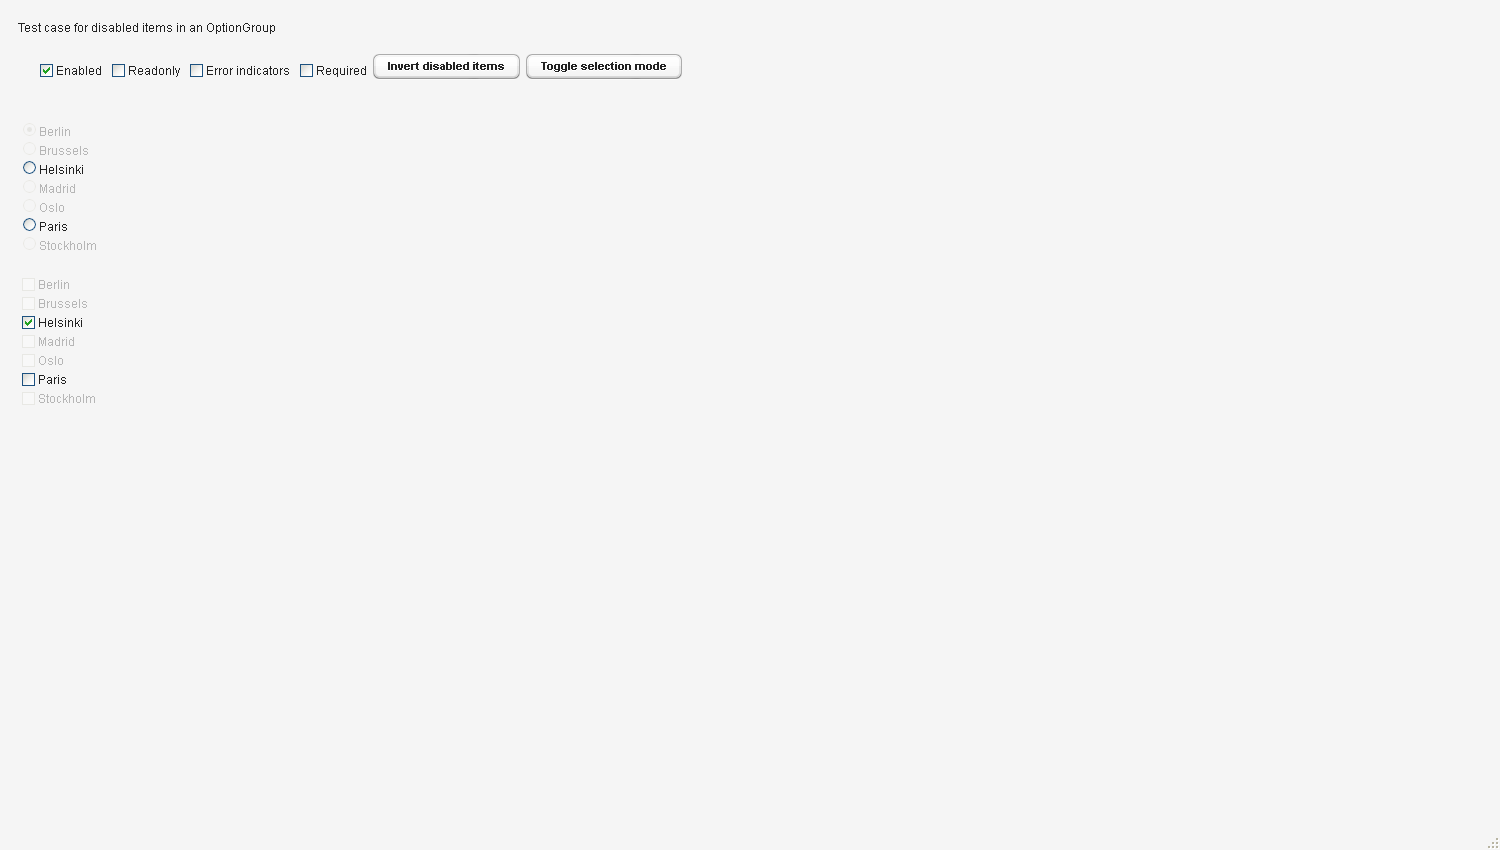 Test case for disabled items in an OptionGroup
Enabled Readonly Error indicators Required Invert disabled items Toggle selection mode
Berlin
Brussels
Helsinki
Madrid
Oslo
Paris
Stockholm
Berlin
Brussels
Helsinki
Madrid
Oslo
Paris
Stockholm